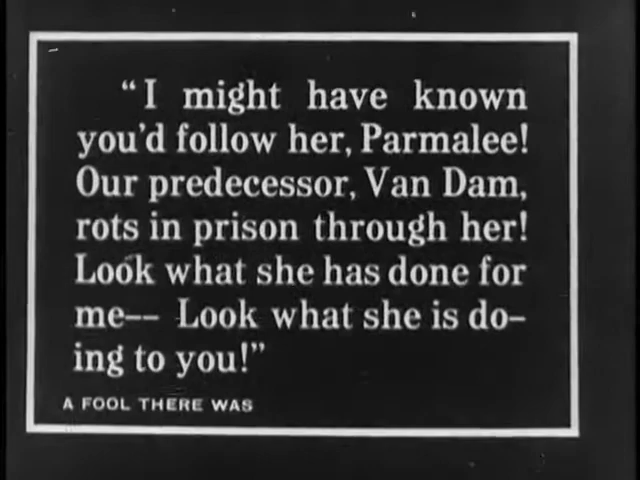 “I might have known
you’d follow her, Parmalee!
Our predecessor, Van Dam,
rots in prison through her!
Look what she has done for
me-- Look what she is do-
ing to you!”
A FOOL THERE WAS